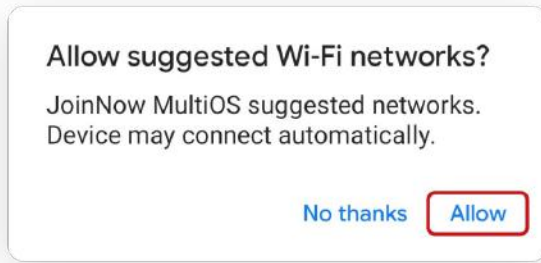 Allow suggested Wi-Fi networks?
JoinNow MultiOS suggested networks.
Device may connect automatically.
No thanks Allow